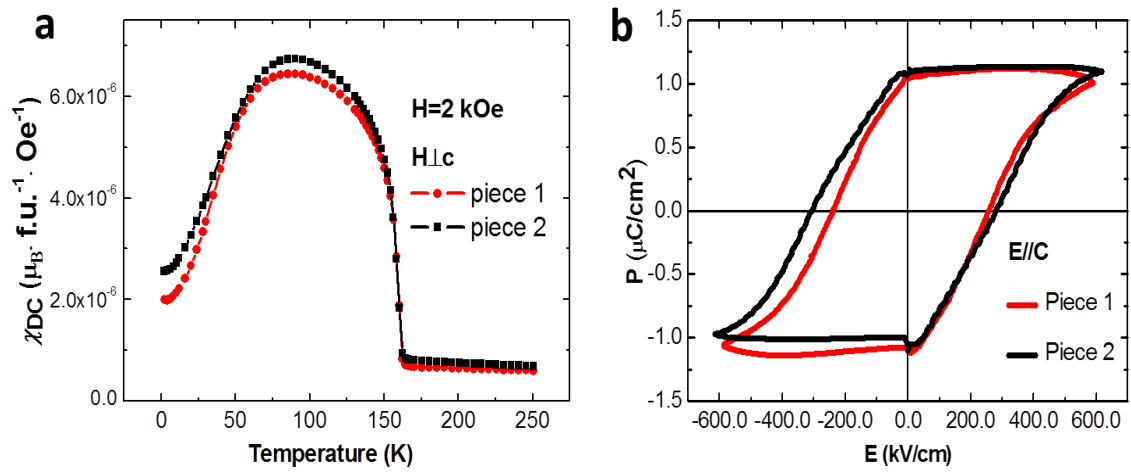 a
χDC (μB· f.u.-1· Oe-1)
6.0x10-6
4.0x10-6
2.0x10-6
0.0
0 50 100 150 200 250
Temperature (K)
H=2 kOe
H⊥c
piece 1
piece 2
b
P (μC/cm2)
1.5
1.0
0.5
0.0
-0.5
-1.0
-1.5
-600.0 -400.0 -200.0 0.0 200.0 400.0 600.0
E (kV/cm)
E//C
Piece 1
Piece 2